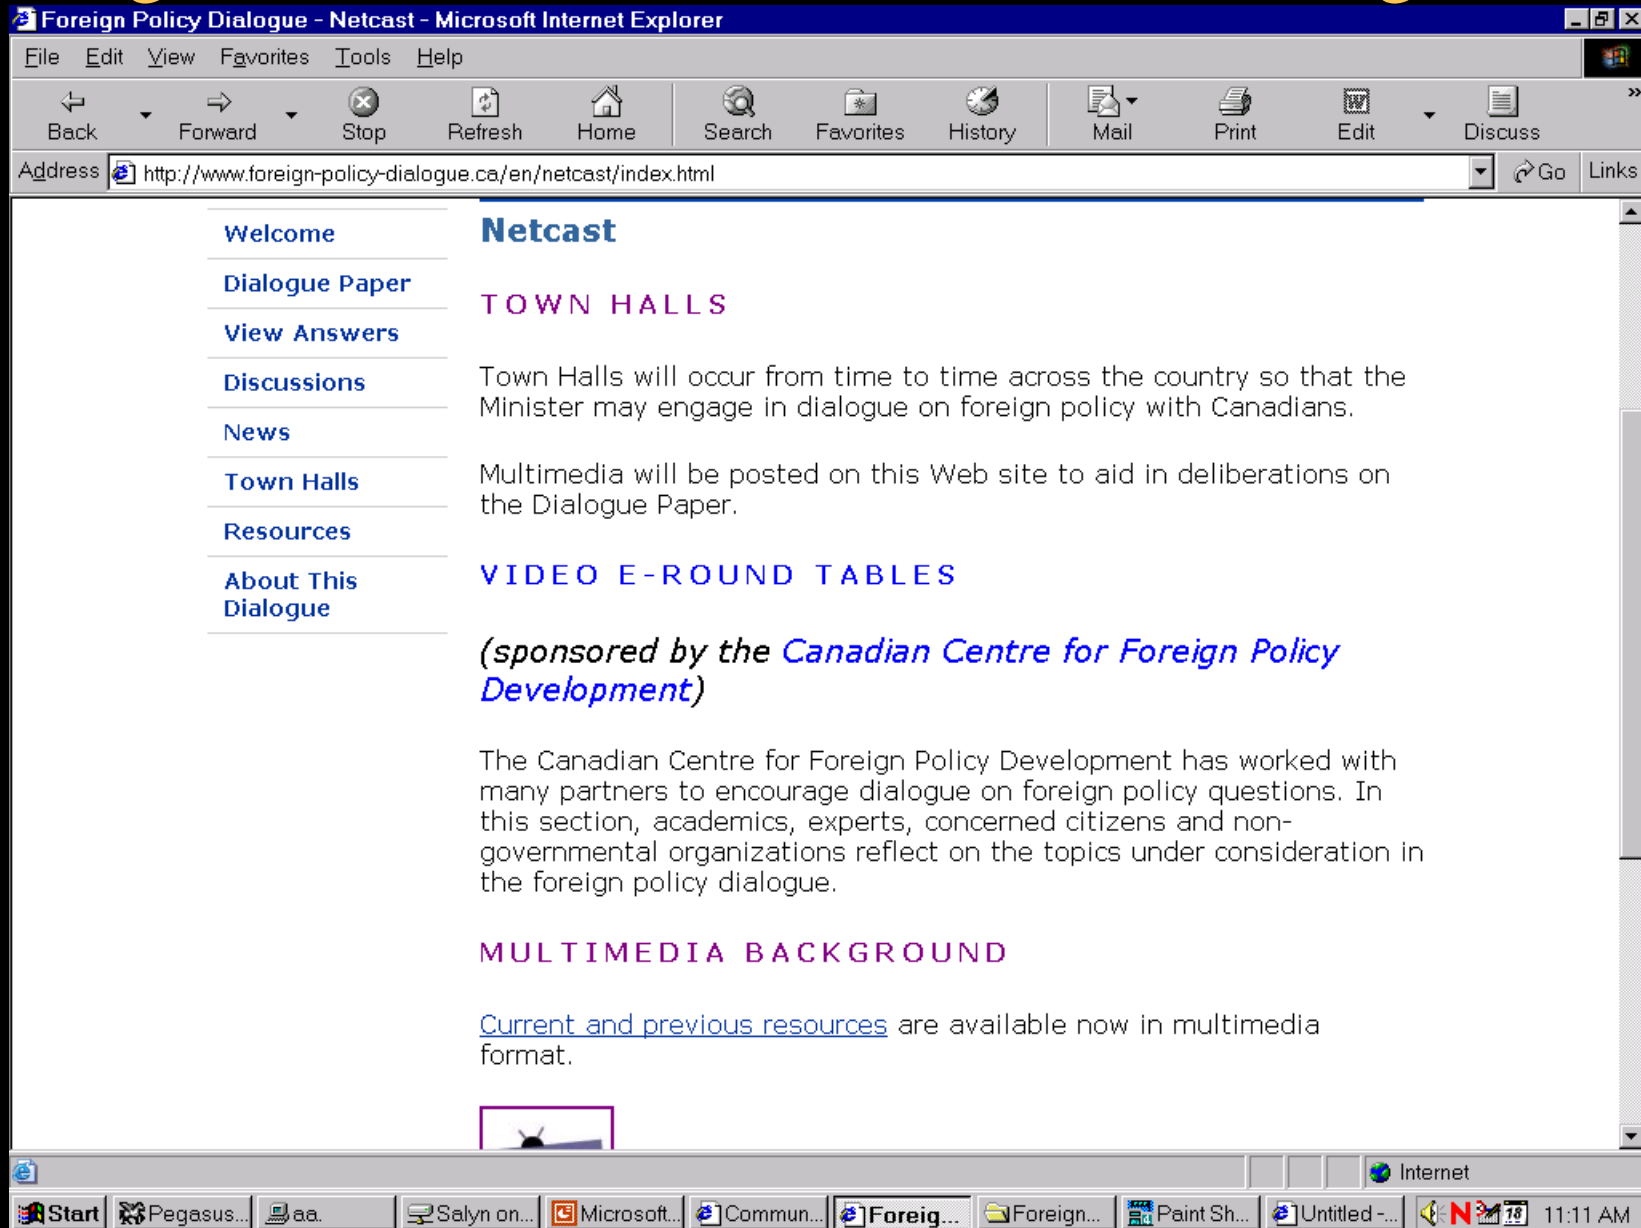 Foreign Policy Dialogue - Netcast - Microsoft Internet Explorer
File Edit View Favorites Tools Help
Back Forward Stop Refresh Home Search Favorites History Mail Print Edit Discuss »
Address http://www.foreign-policy-dialogue.ca/en/netcast/index.html Go Links
Welcome
Dialogue Paper
View Answers
Discussions
News
Town Halls
Resources
About This
Dialogue
Netcast
TOWN HALLS
Town Halls will occur from time to time across the country so that the
Minister may engage in dialogue on foreign policy with Canadians.
Multimedia will be posted on this Web site to aid in deliberations on
the Dialogue Paper.
VIDEO E-ROUND TABLES
(sponsored by the Canadian Centre for Foreign Policy
Development)
The Canadian Centre for Foreign Policy Development has worked with
many partners to encourage dialogue on foreign policy questions. In
this section, academics, experts, concerned citizens and non-
governmental organizations reflect on the topics under consideration in
the foreign policy dialogue.
MULTIMEDIA BACKGROUND
Current and previous resources are available now in multimedia
format.
Internet
Start Pegasus... aa. Salyn on... Microsoft... Commun... Foreig... Foreign... Paint Sh... Untitled -... N 18 11:11 AM